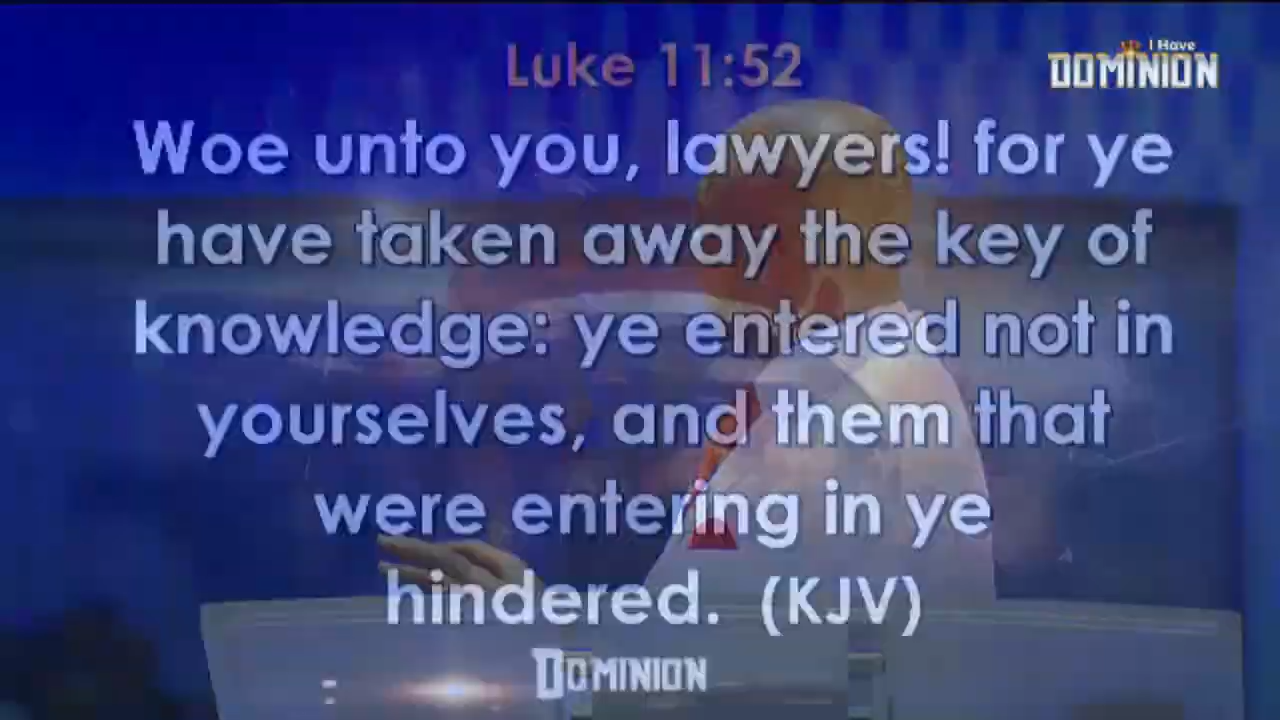 Luke 11:52
I Have
DOMINION
Woe unto you, lawyers! for ye
have taken away the key of
knowledge: ye entered not in
yourselves, and them that
were entering in ye
hindered. (KJV)
DOMINION